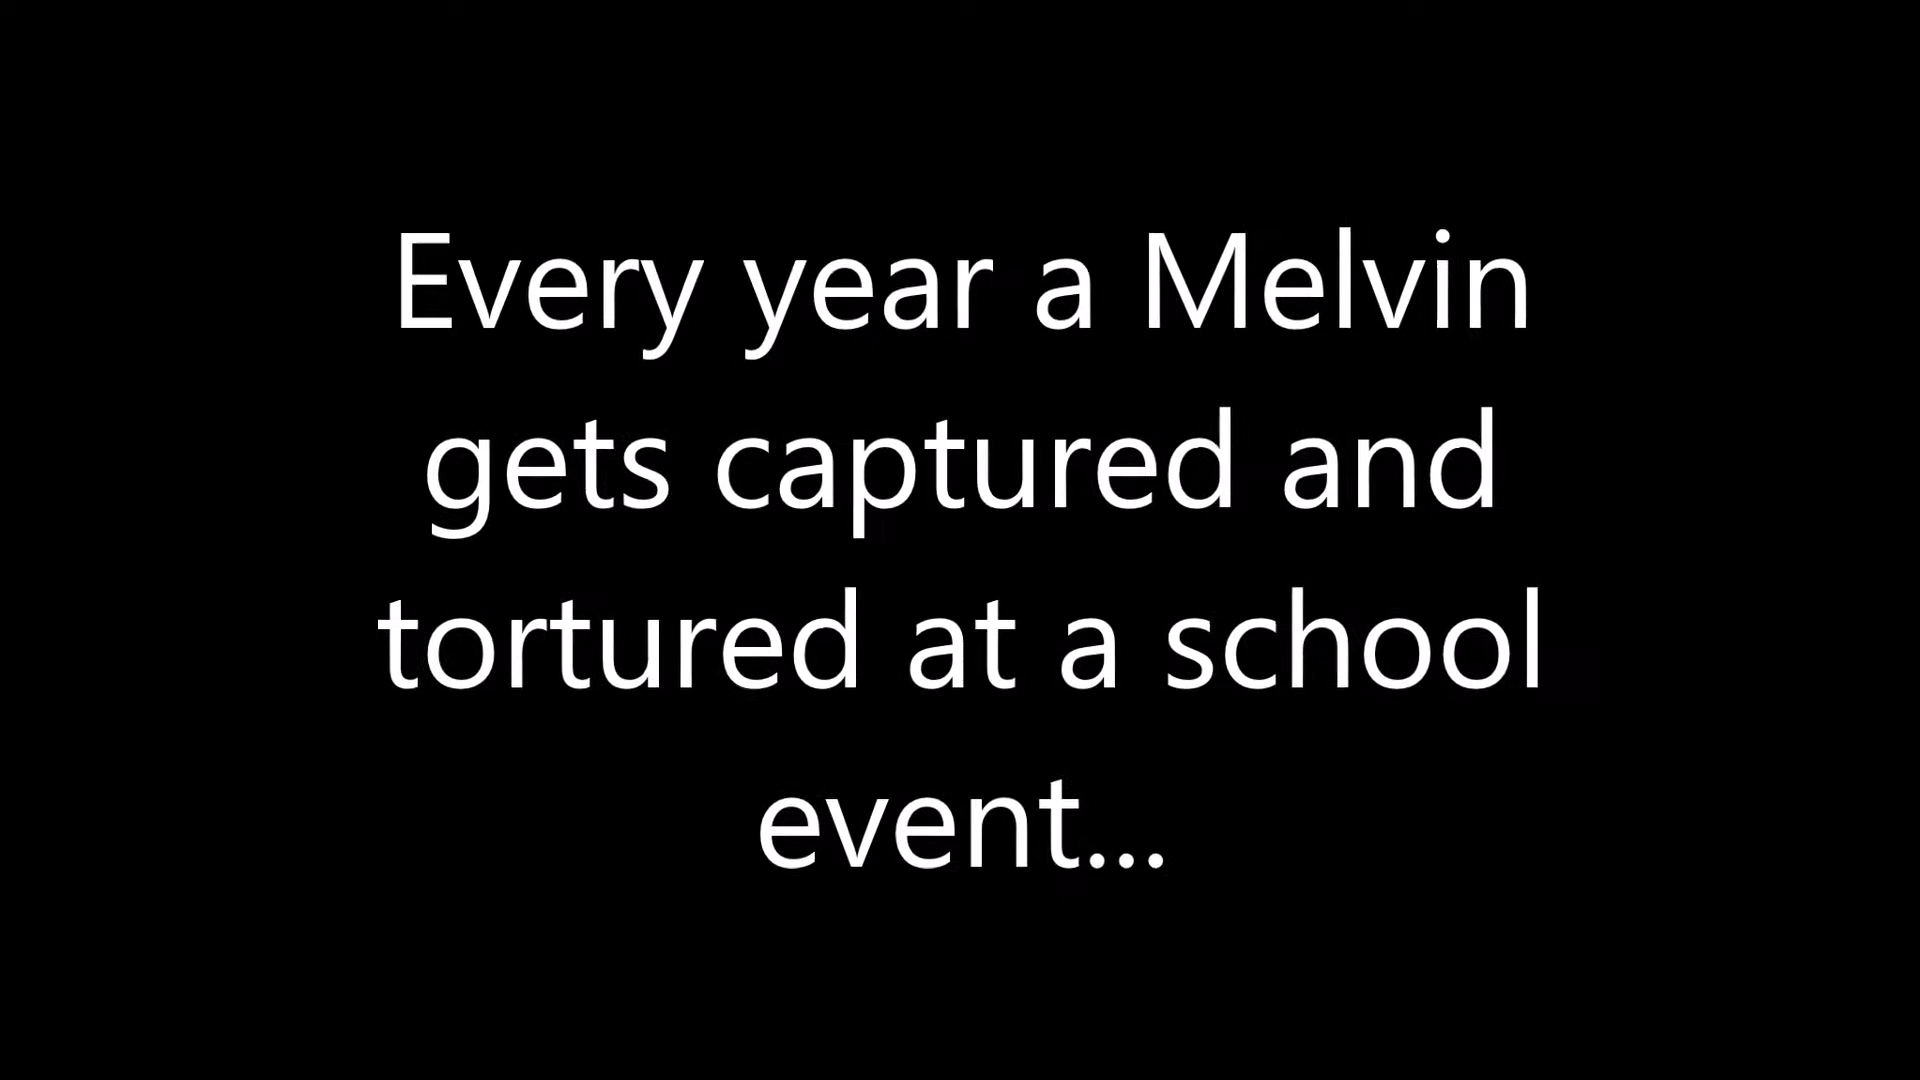 Every year a Melvin
gets captured and
tortured at a school
event...